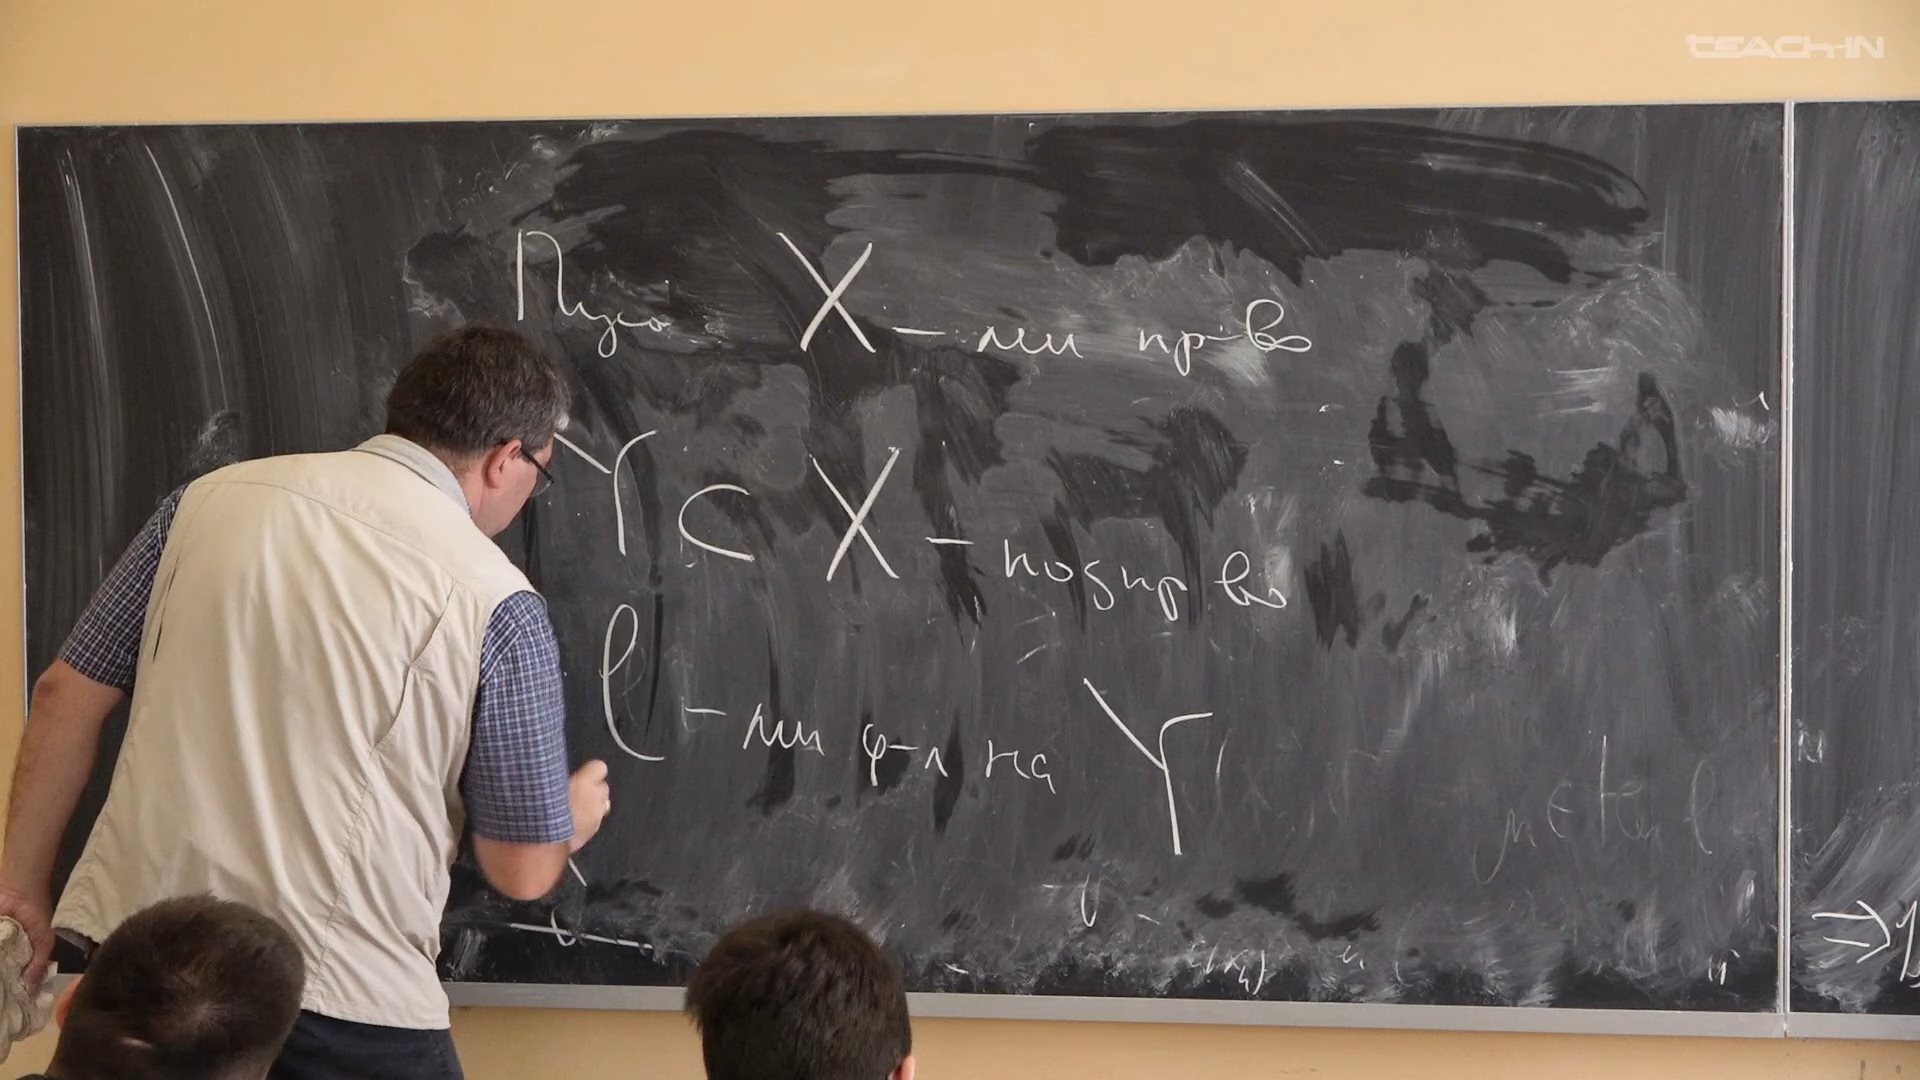 TEACH-IN
Пусть X – лин пр-во
Y ⊂ X – подпр-во
l – лин ф-л на Y